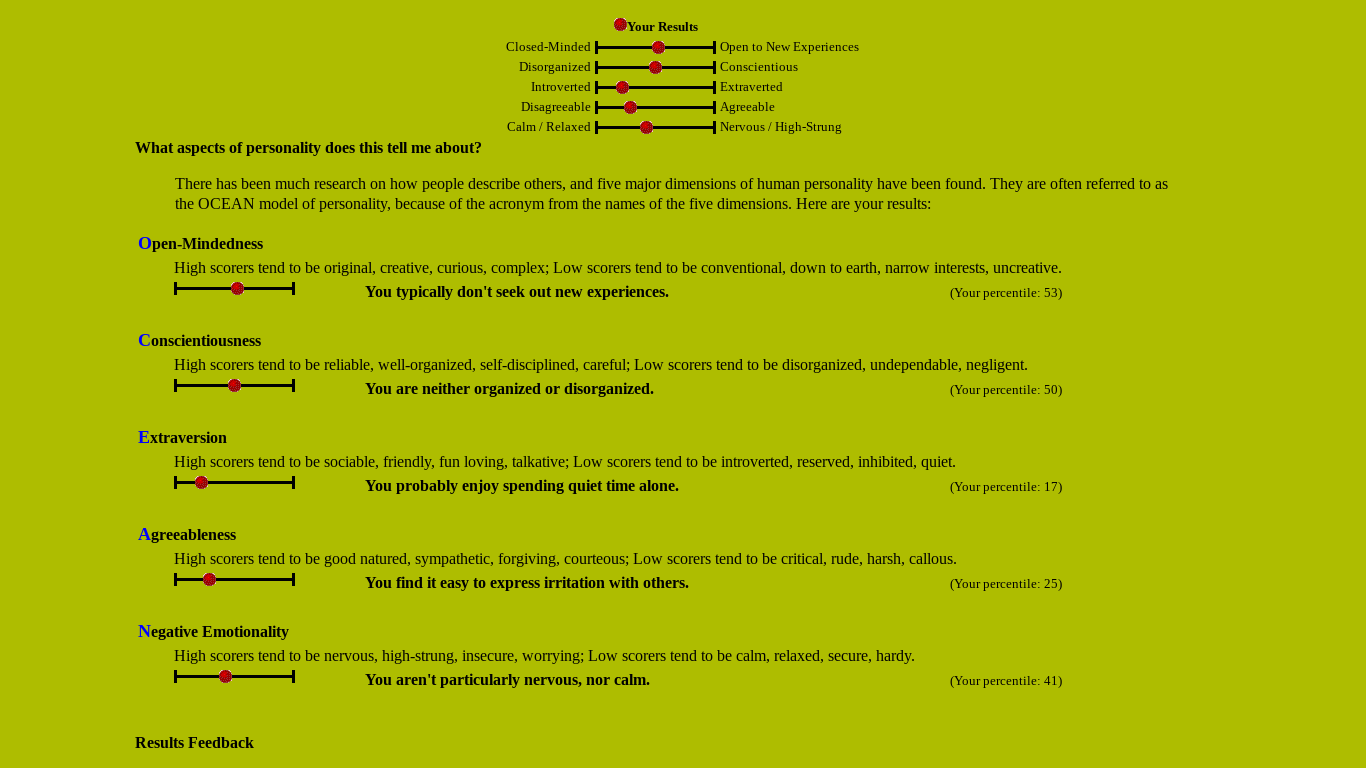 Your Results
Closed-Minded Open to New Experiences
Disorganized Conscientious
Introverted Extraverted
Disagreeable Agreeable
Calm / Relaxed Nervous / High-Strung
What aspects of personality does this tell me about?
There has been much research on how people describe others, and five major dimensions of human personality have been found. They are often referred to as
the OCEAN model of personality, because of the acronym from the names of the five dimensions. Here are your results:
Open-Mindedness
High scorers tend to be original, creative, curious, complex; Low scorers tend to be conventional, down to earth, narrow interests, uncreative.
You typically don't seek out new experiences. (Your percentile: 53)
Conscientiousness
High scorers tend to be reliable, well-organized, self-disciplined, careful; Low scorers tend to be disorganized, undependable, negligent.
You are neither organized or disorganized. (Your percentile: 50)
Extraversion
High scorers tend to be sociable, friendly, fun loving, talkative; Low scorers tend to be introverted, reserved, inhibited, quiet.
You probably enjoy spending quiet time alone. (Your percentile: 17)
Agreeableness
High scorers tend to be good natured, sympathetic, forgiving, courteous; Low scorers tend to be critical, rude, harsh, callous.
You find it easy to express irritation with others. (Your percentile: 25)
Negative Emotionality
High scorers tend to be nervous, high-strung, insecure, worrying; Low scorers tend to be calm, relaxed, secure, hardy.
You aren't particularly nervous, nor calm. (Your percentile: 41)
Results Feedback